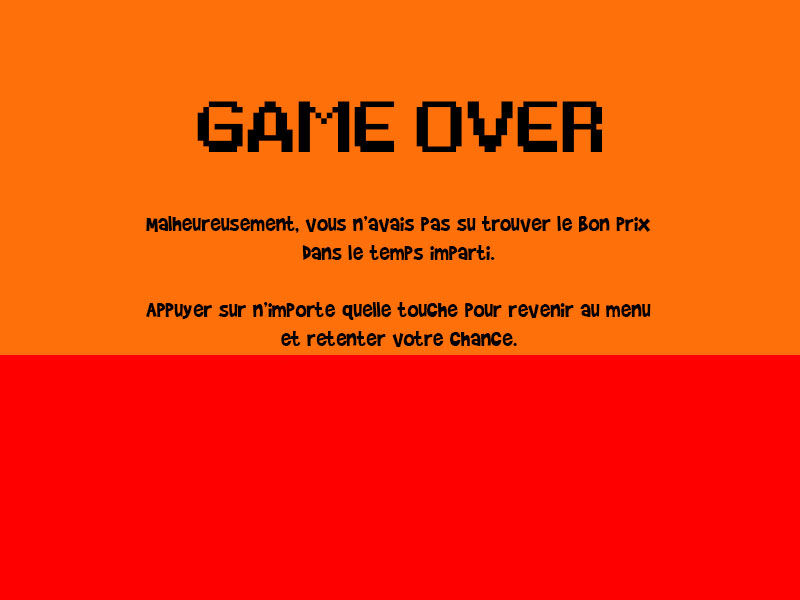 GAME OVER
Malheureusement, vous n'avais pas su trouver le Bon Prix
Dans le temps imparti.
Appuyer sur n'importe quelle touche pour revenir au menu
et retenter votre chance.